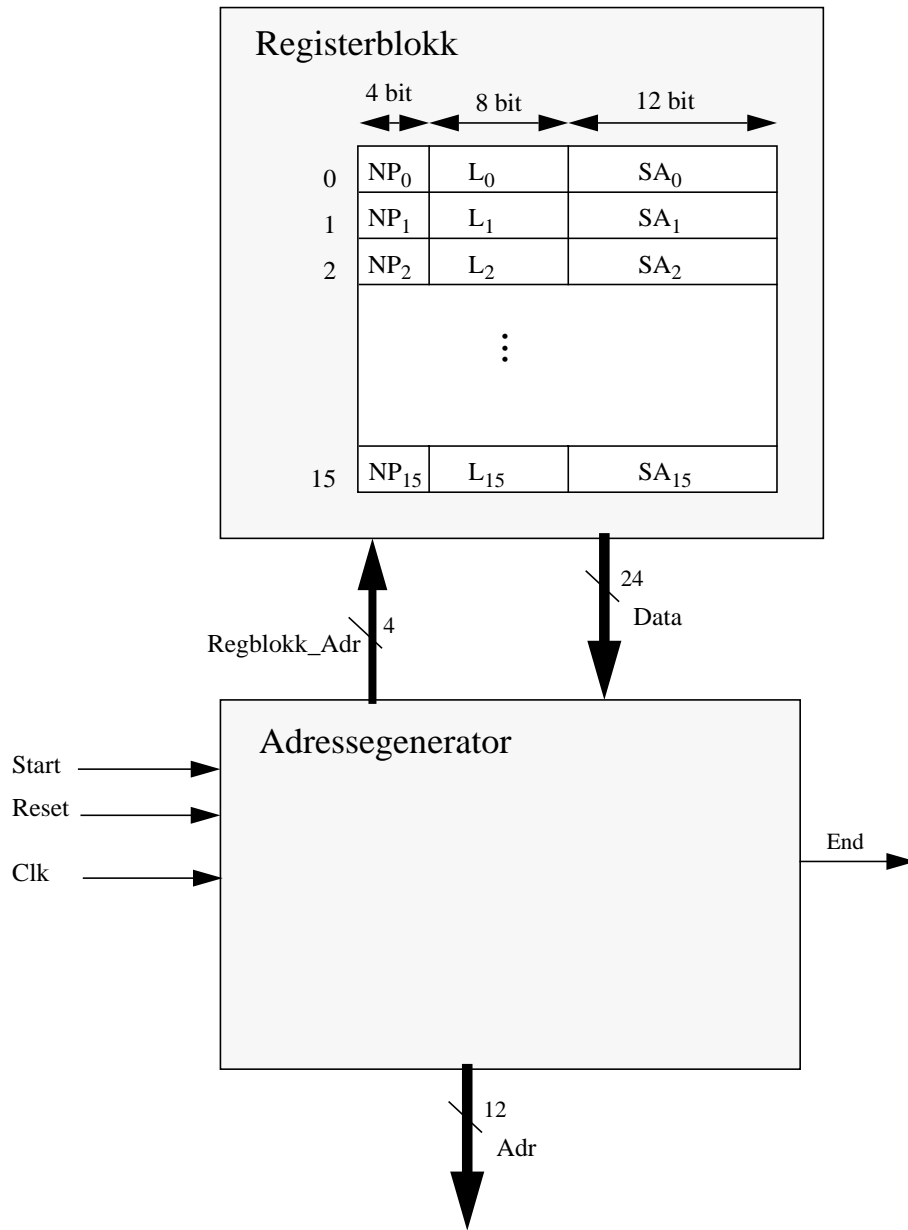 Registerblokk
4 bit 8 bit 12 bit
0 NP0 L0 SA0
1 NP1 L1 SA1
2 NP2 L2 SA2
⋮
15 NP15 L15 SA15
Regblokk_Adr 4
24
Data
Adressegenerator
Start
Reset
Clk
End
12
Adr